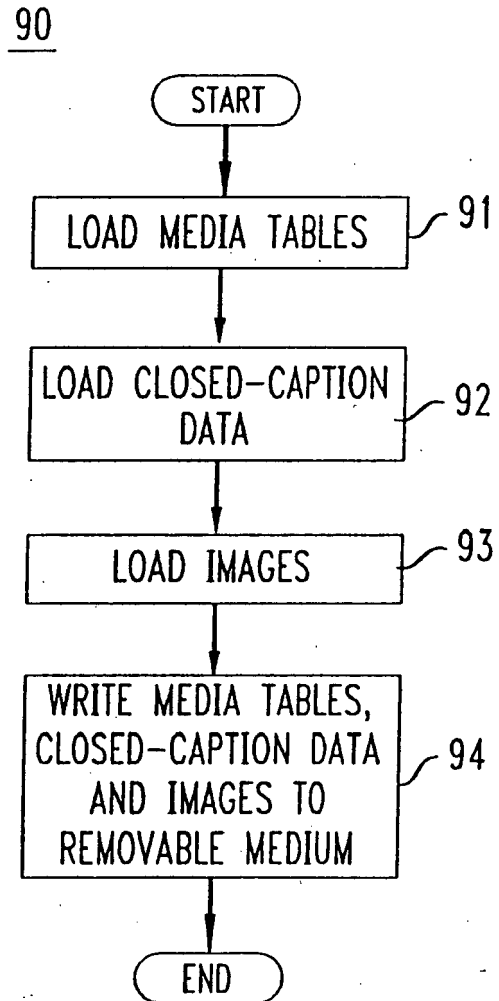 90
START
LOAD MEDIA TABLES
91
LOAD CLOSED-CAPTION
DATA
92
LOAD IMAGES
93
WRITE MEDIA TABLES,
CLOSED-CAPTION DATA
AND IMAGES TO
REMOVABLE MEDIUM
94
END